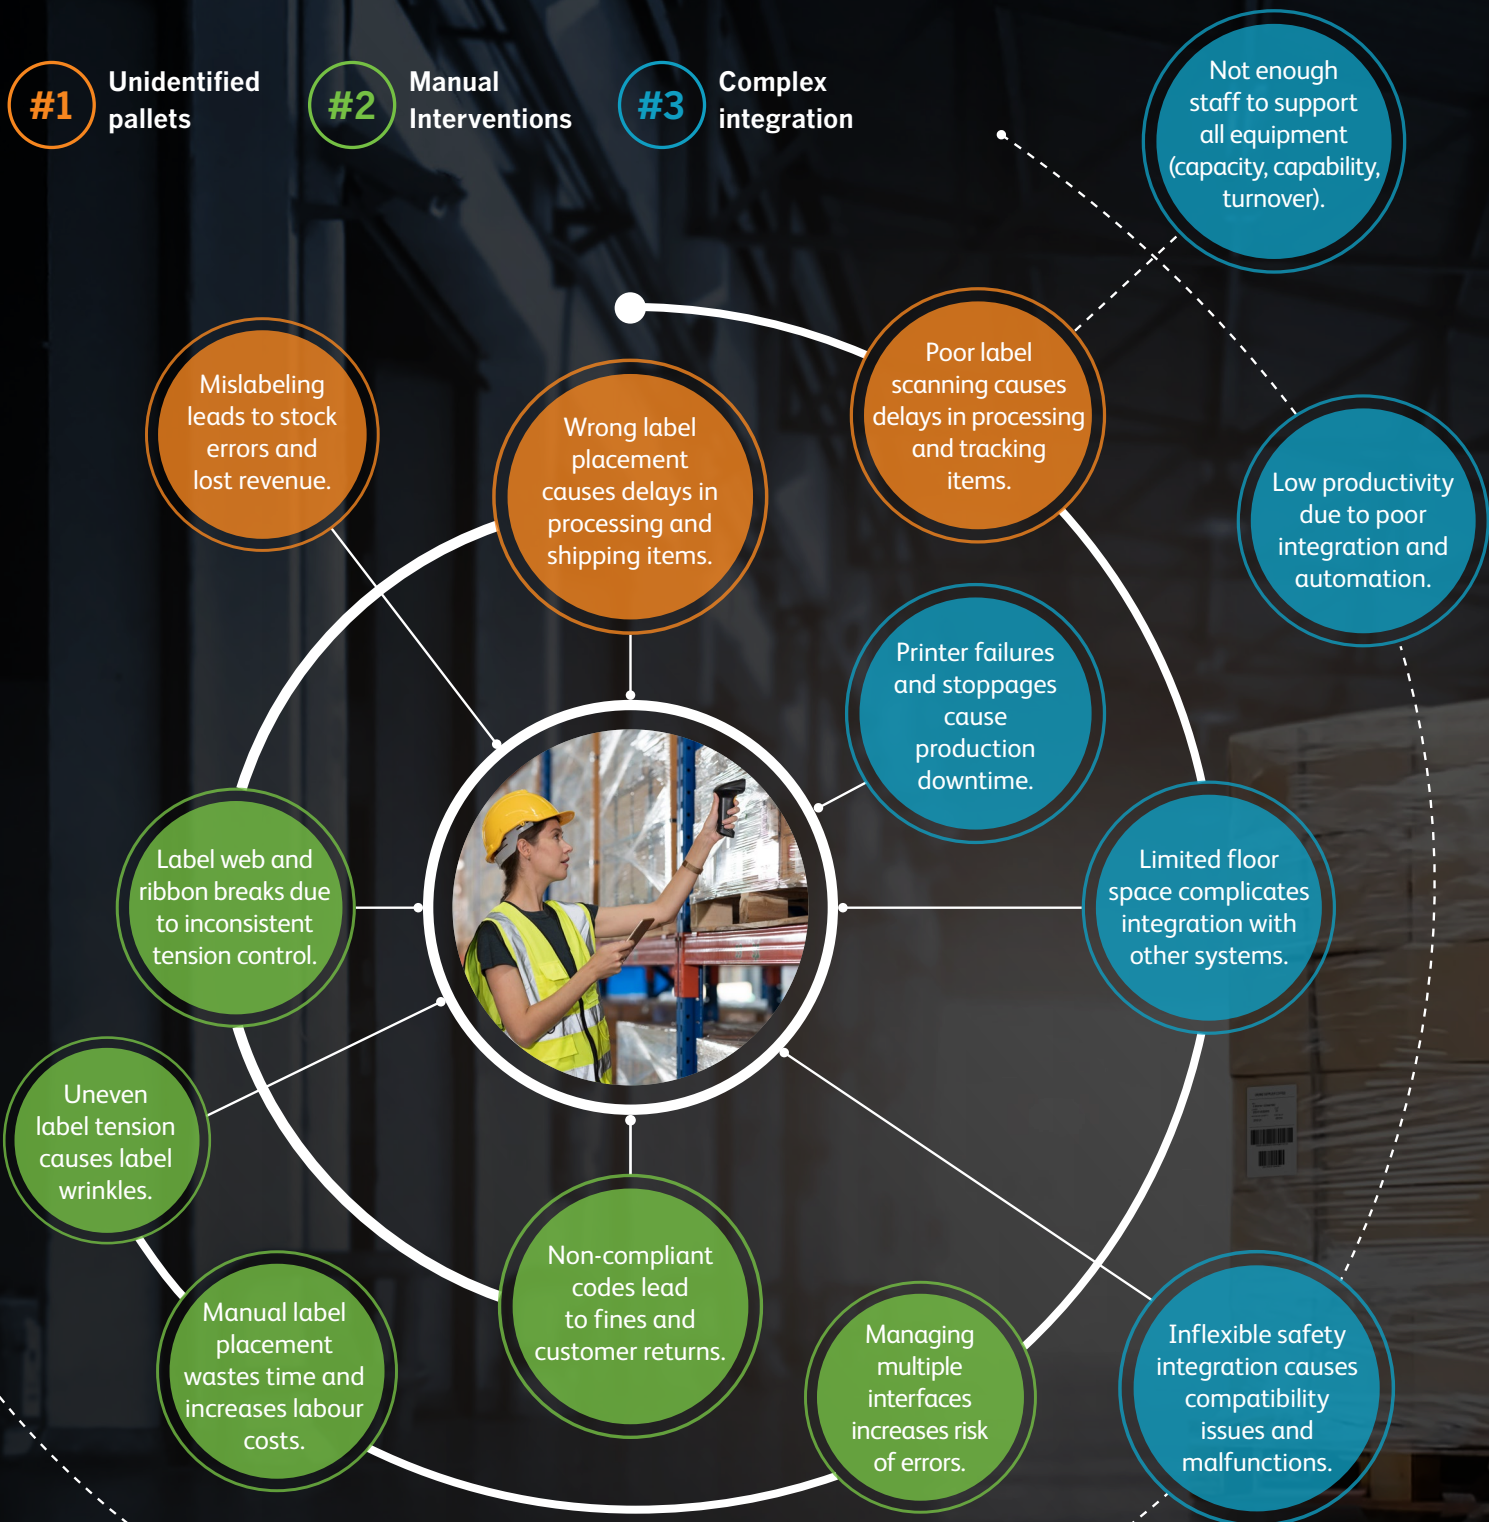 #1
Unidentified
pallets
#2
Manual
Interventions
#3
Complex
integration
Not enough
staff to support
all equipment
(capacity, capability,
turnover).
Mislabeling
leads to stock
errors and
lost revenue.
Wrong label
placement
causes delays in
processing and
shipping items.
Poor label
scanning causes
delays in processing
and tracking
items.
Low productivity
due to poor
integration and
automation.
Printer failures
and stoppages
cause
production
downtime.
Label web and
ribbon breaks due
to inconsistent
tension control.
Limited floor
space complicates
integration with
other systems.
Uneven
label tension
causes label
wrinkles.
Non-compliant
codes lead
to fines and
customer returns.
Manual label
placement
wastes time and
increases labour
costs.
Managing
multiple
interfaces
increases risk
of errors.
Inflexible safety
integration causes
compatibility
issues and
malfunctions.